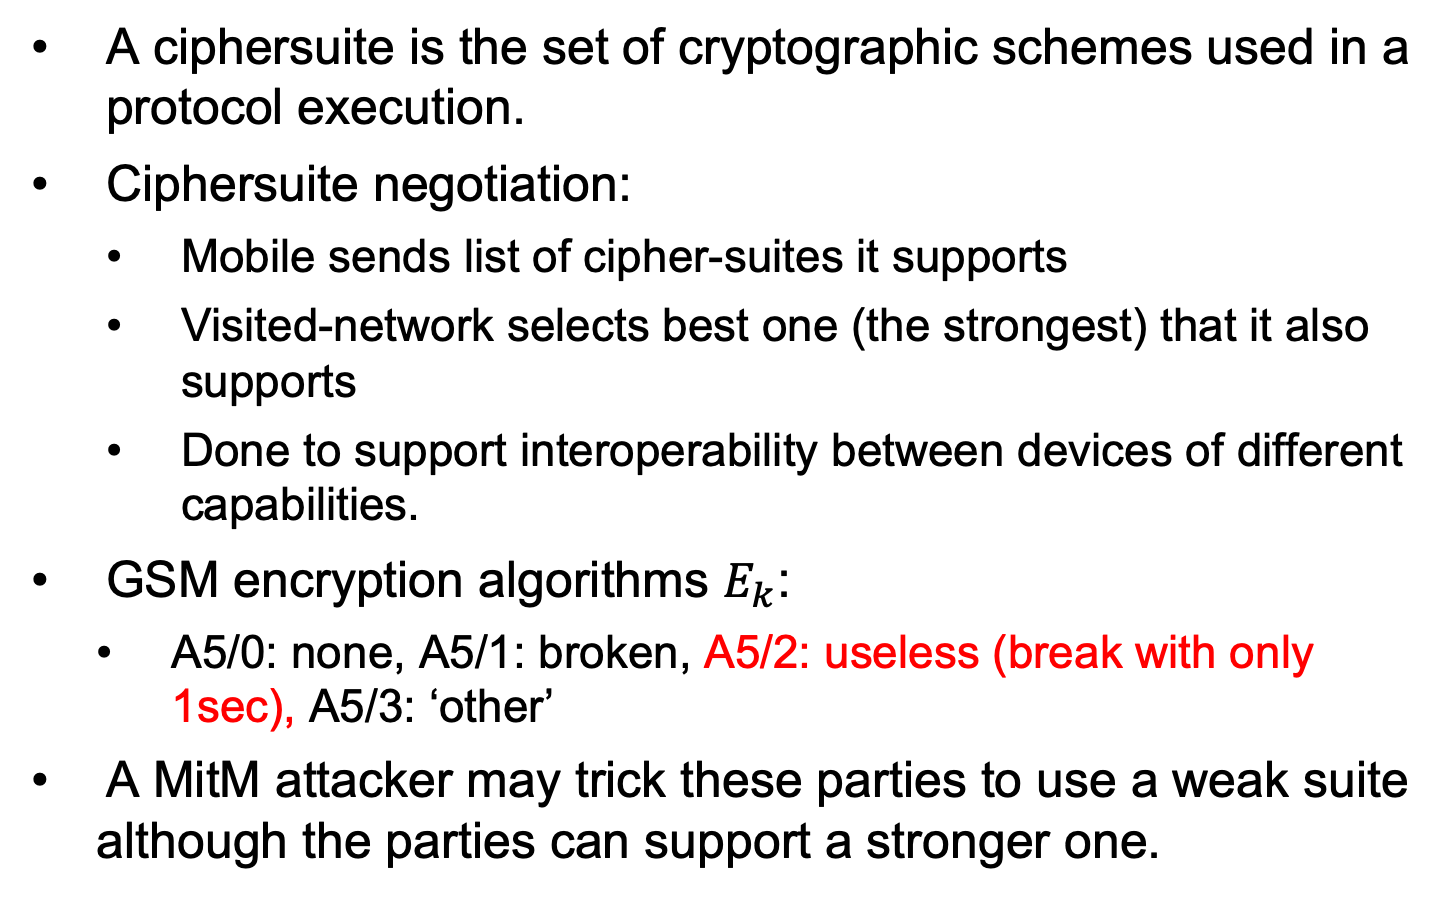 • A ciphersuite is the set of cryptographic schemes used in a
protocol execution.
• Ciphersuite negotiation:
• Mobile sends list of cipher-suites it supports
• Visited-network selects best one (the strongest) that it also
supports
• Done to support interoperability between devices of different
capabilities.
• GSM encryption algorithms E_k:
• A5/0: none, A5/1: broken, A5/2: useless (break with only
1sec), A5/3: ‘other’
• A MitM attacker may trick these parties to use a weak suite
although the parties can support a stronger one.